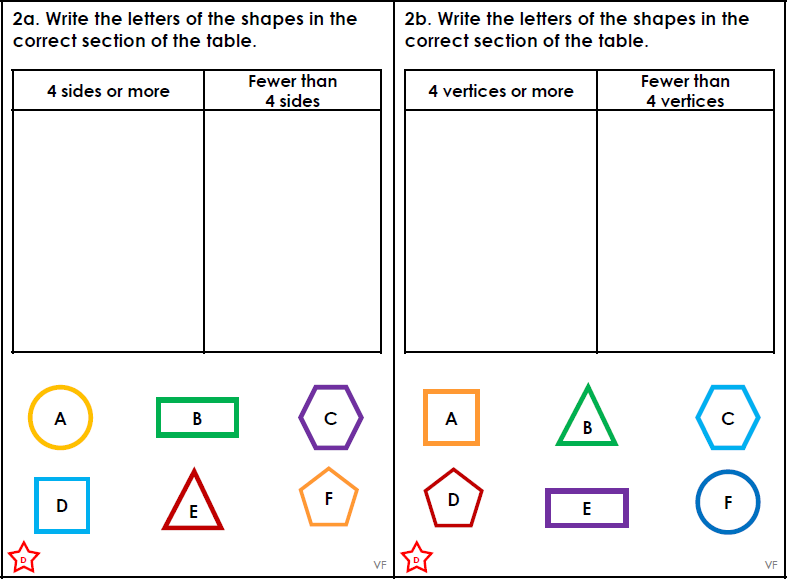 2a. Write the letters of the shapes in the
correct section of the table.
4 sides or more
Fewer than
4 sides
A
B
C
D
E
F
D
VF
2b. Write the letters of the shapes in the
correct section of the table.
4 vertices or more
Fewer than
4 vertices
A
B
C
D
E
F
D
VF